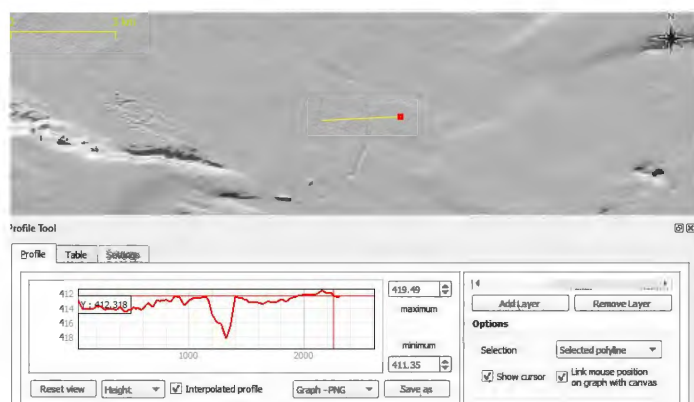 N
Profile Tool
Profile Table Settings
412
414
416
418
Y : 412.318
1000 2000
419.49
maximum
minimum
411.35
Reset view Height Interpolated profile Graph - PNG Save as
Add Layer Remove Layer
Options
Selection Selected polyline
Show cursor
Link mouse position
on graph with canvas